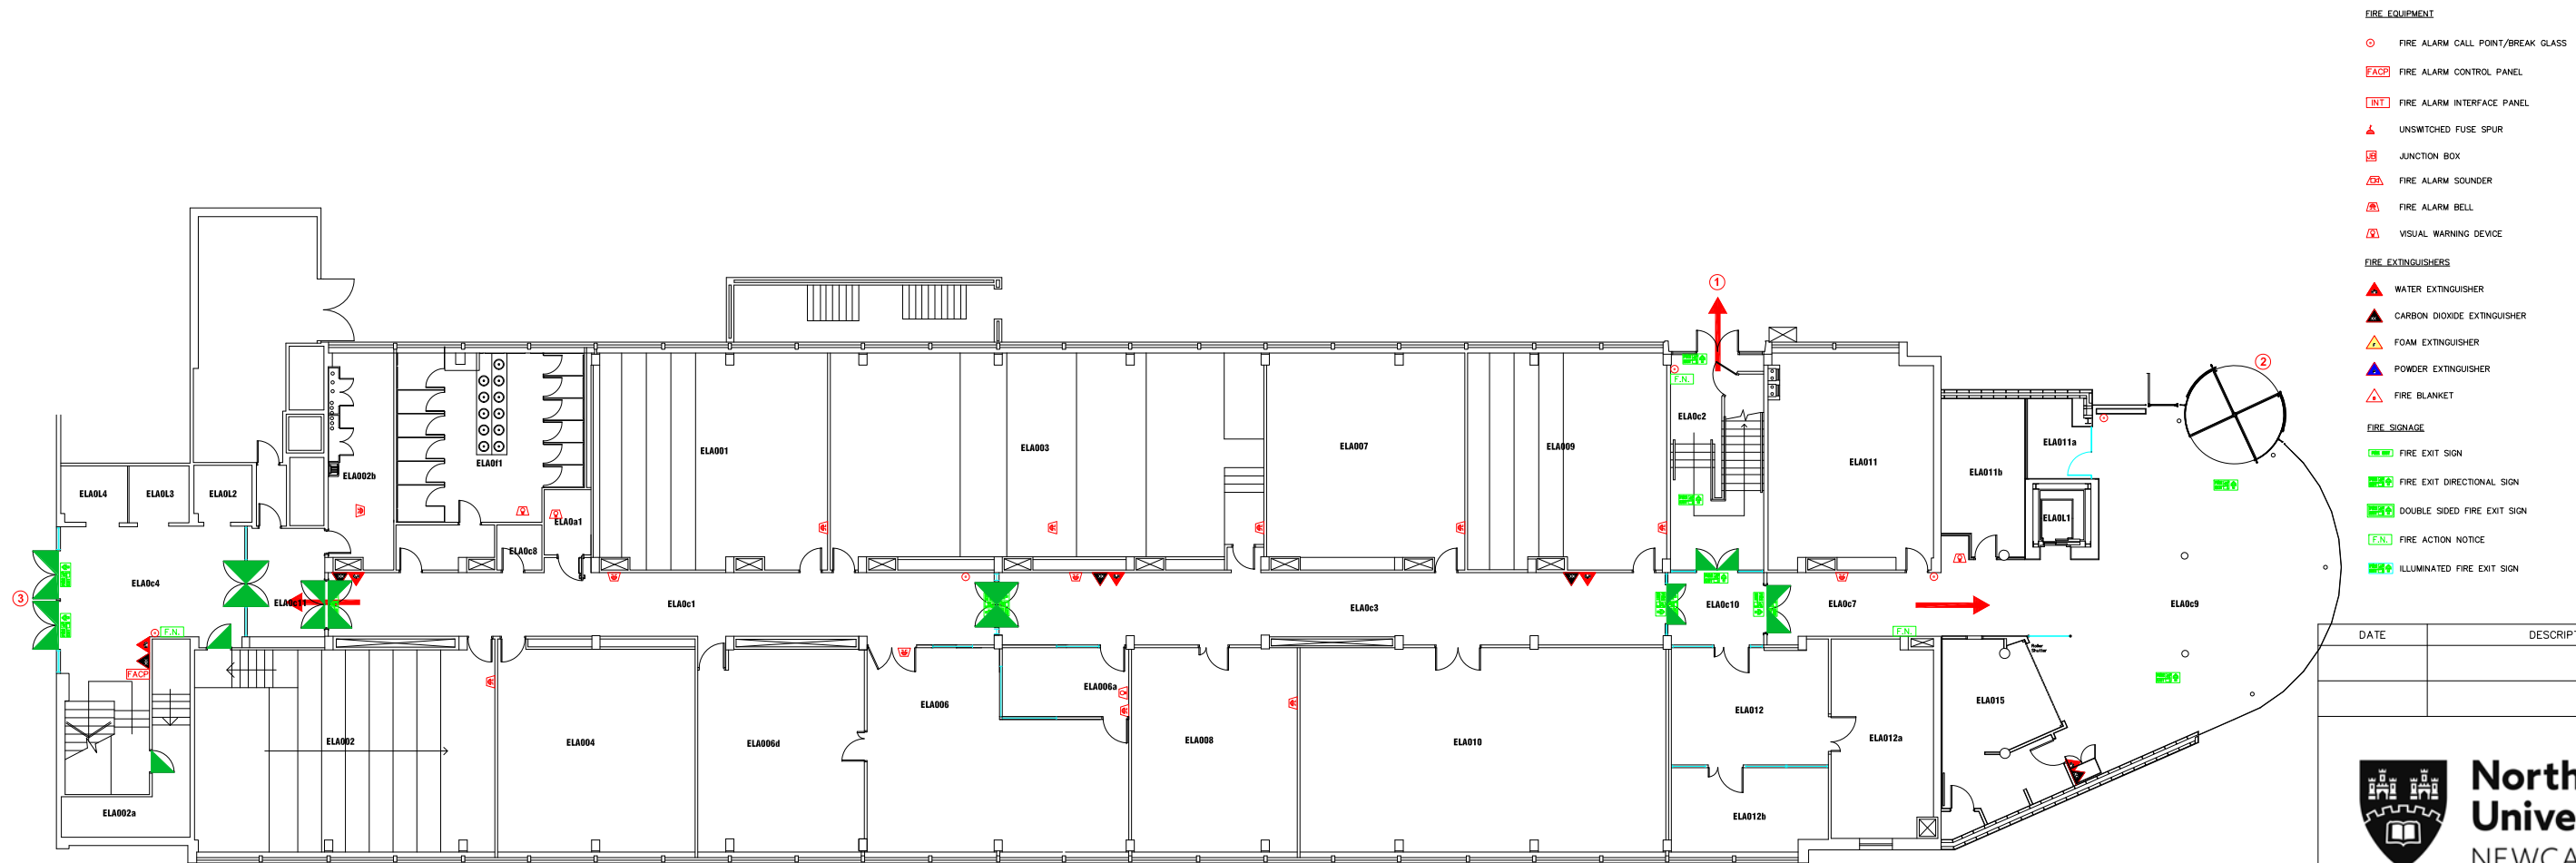 FIRE EQUIPMENT
FIRE ALARM CALL POINT/BREAK GLASS
FACP FIRE ALARM CONTROL PANEL
INT FIRE ALARM INTERFACE PANEL
UNSWITCHED FUSE SPUR
JB JUNCTION BOX
FIRE ALARM SOUNDER
FIRE ALARM BELL
VISUAL WARNING DEVICE
FIRE EXTINGUISHERS
WATER EXTINGUISHER
CARBON DIOXIDE EXTINGUISHER
FOAM EXTINGUISHER
POWDER EXTINGUISHER
FIRE BLANKET
FIRE SIGNAGE
FIRE EXIT SIGN
FIRE EXIT DIRECTIONAL SIGN
DOUBLE SIDED FIRE EXIT SIGN
F.N. FIRE ACTION NOTICE
ILLUMINATED FIRE EXIT SIGN
1
2
F.N.
ELA0c2
ELA001
ELA003
ELA007
ELA009
ELA011
ELA011a
ELA011b
ELA0f1
ELA002b
ELA0L4
ELA0L3
ELA0L2
ELA0a1
ELA0L1
ELA0c8
ELA0c4
3
ELA0c11
ELA0c1
ELA0c3
ELA0c10
ELA0c7
ELA0c9
F.N.
F.N.
FACP
Roller
Shutter
DATE DESCRIPT
ELA006a
ELA006
ELA015
ELA012
ELA002
ELA004
ELA006d
ELA008
ELA010
ELA012a
ELA002a
ELA012b
North
Unive
NEWCA